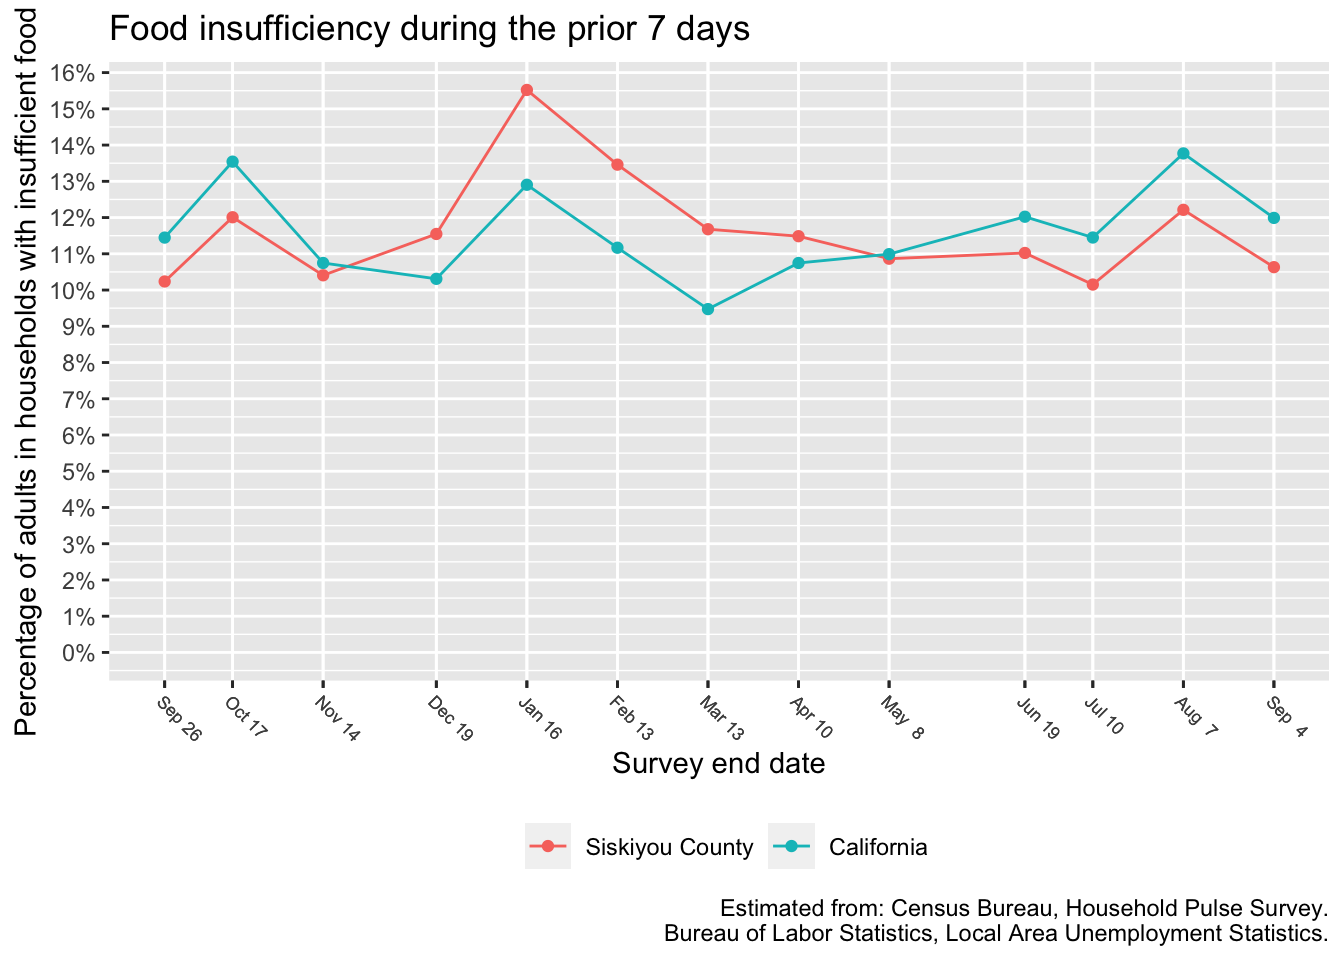 Food insufficiency during the prior 7 days
Percentage of adults in households with insufficient food
16%
15%
14%
13%
12%
11%
10%
9%
8%
7%
6%
5%
4%
3%
2%
1%
0%
Sep 26
Oct 17
Nov 14
Dec 19
Jan 16
Feb 13
Mar 13
Apr 10
May 8
Jun 19
Jul 10
Aug 7
Sep 4
Survey end date
Siskiyou County
California
Estimated from: Census Bureau, Household Pulse Survey.
Bureau of Labor Statistics, Local Area Unemployment Statistics.